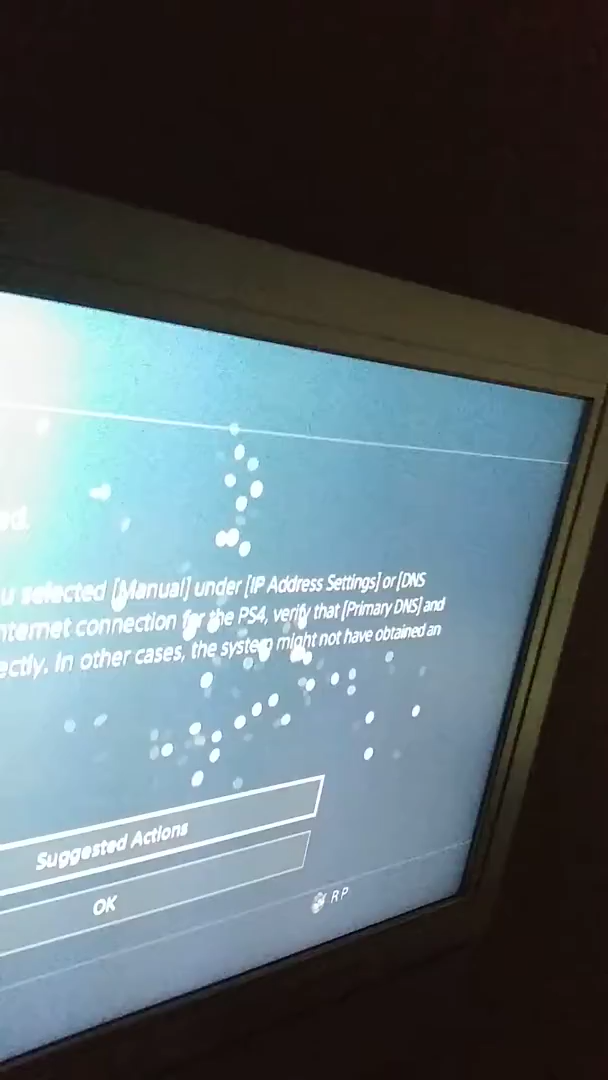 ed.
u selected [Manual] under [IP Address Settings] or [DNS
nternet connection for the PS4, verify that [Primary DNS] and
ectly. In other cases, the system might not have obtained an
Suggested Actions
OK
R P